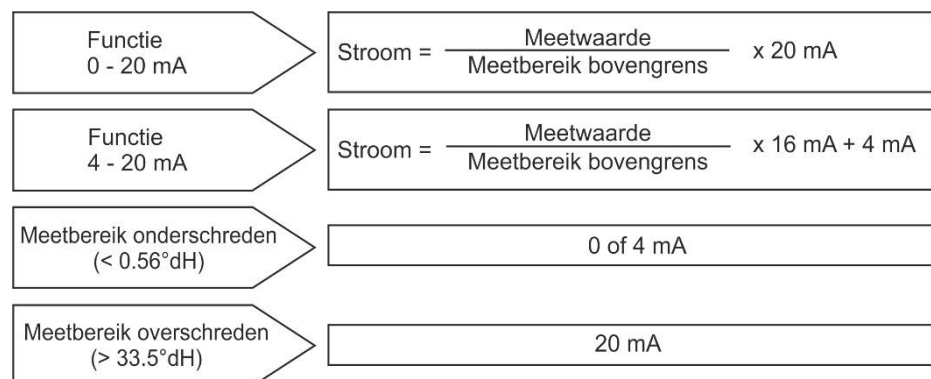 Functie
0 - 20 mA
Stroom = Meetwaarde / Meetbereik bovengrens x 20 mA
Functie
4 - 20 mA
Stroom = Meetwaarde / Meetbereik bovengrens x 16 mA + 4 mA
Meetbereik onderschreden
(< 0.56°dH)
0 of 4 mA
Meetbereik overschreden
(> 33.5°dH)
20 mA